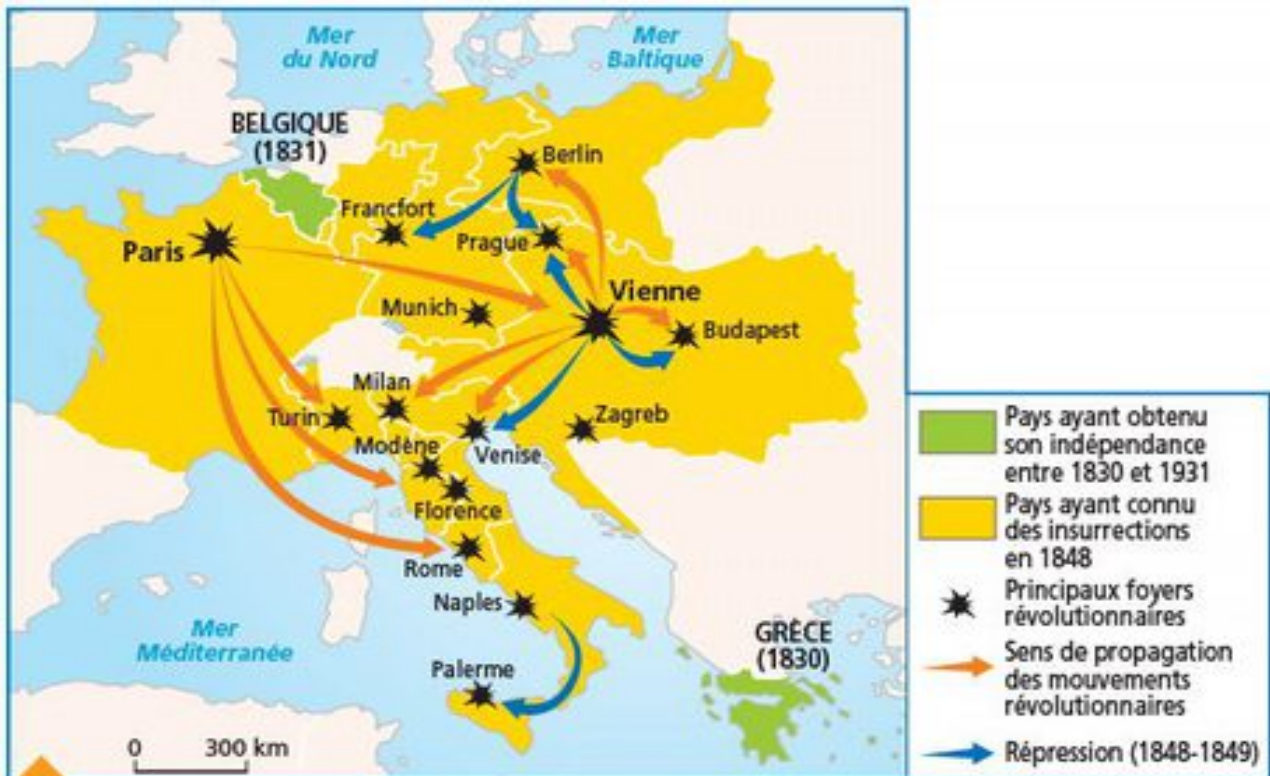 Mer
du Nord
Mer
Baltique
BELGIQUE
(1831)
Berlin
Francfort
Prague
Paris
Vienne
Munich
Budapest
Milan
Turin
Zagreb
Modène
Venise
Florence
Rome
Naples
Mer
Méditerranée
GRÈCE
(1830)
Palerme
0 300 km
Pays ayant obtenu
son indépendance
entre 1830 et 1931
Pays ayant connu
des insurrections
en 1848
Principaux foyers
révolutionnaires
Sens de propagation
des mouvements
révolutionnaires
Répression (1848-1849)